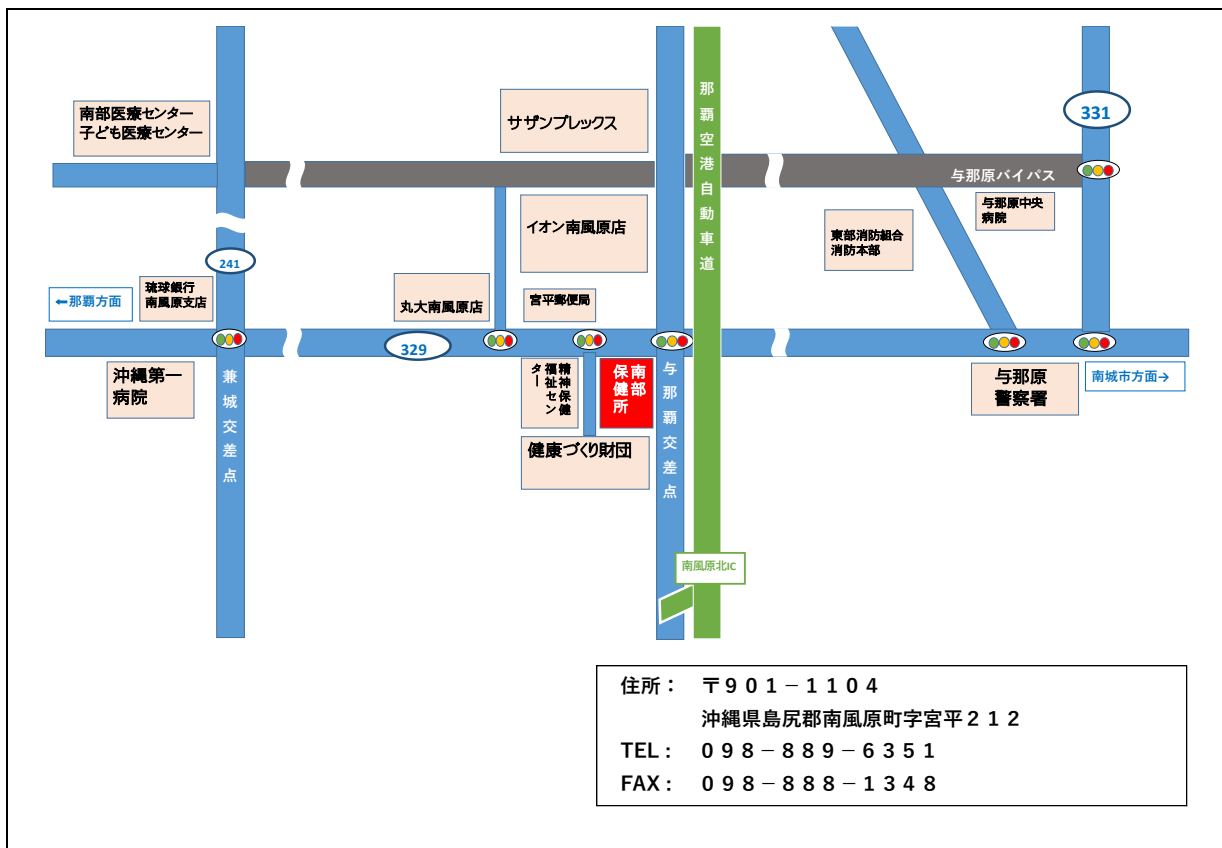 南部医療センター
子ども医療センター
サザンプレックス
那覇空港自動車道
331
与那原バイパス
与那原中央
病院
イオン南風原店
東部消防組合
消防本部
241
←那覇方面
琉球銀行
南風原支店
丸大南風原店
宮平郵便局
329
沖縄第一
病院
兼城交差点
精神保健
福祉セン
ター
南部
保健所
与那覇交差点
与那原
警察署
南城市方面→
健康づくり財団
南風原北IC
住所： 〒９０１－１１０４
沖縄県島尻郡南風原町字宮平２１２
TEL： ０９８－８８９－６３５１
FAX： ０９８－８８８－１３４８